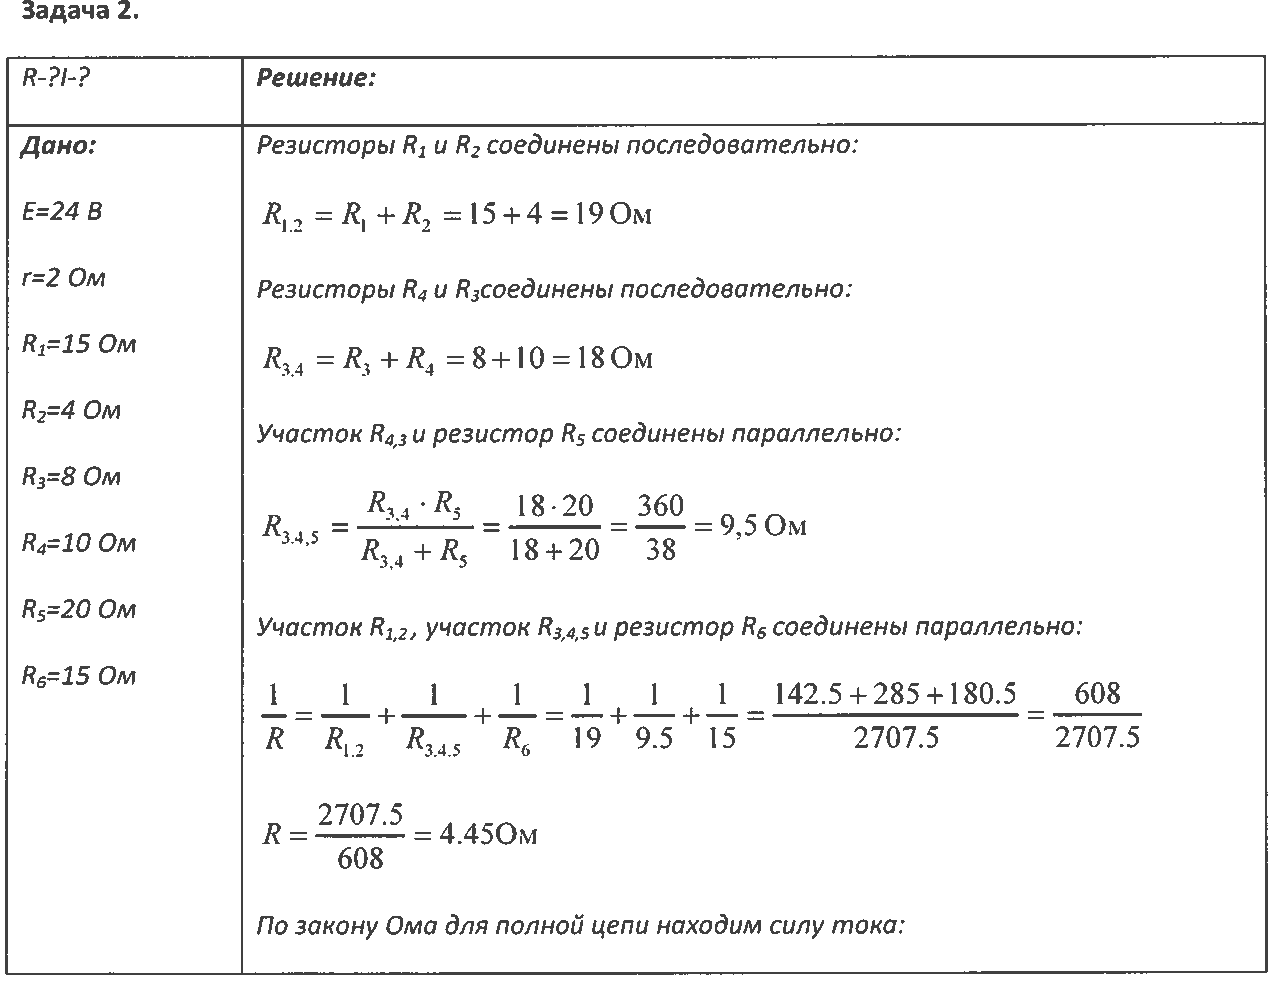 Задача 2.
R-?I-?
Решение:
Дано:
E=24 В
r=2 Ом
R₁=15 Ом
R₂=4 Ом
R₃=8 Ом
R₄=10 Ом
R₅=20 Ом
R₆=15 Ом
Резисторы R₁ и R₂ соединены последовательно:
R₁.₂ = R₁ + R₂ = 15 + 4 = 19 Ом
Резисторы R₄ и R₃соединены последовательно:
R₃,₄ = R₃ + R₄ = 8 + 10 = 18 Ом
Участок R₄,₃ и резистор R₅ соединены параллельно:
R₃.₄,₅ = (R₃,₄ · R₅)/(R₃,₄ + R₅) = (18 · 20)/(18 + 20) = 360/38 = 9,5 Ом
Участок R₁,₂, участок R₃,₄,₅ и резистор R₆ соединены параллельно:
1/R = 1/R₁.₂ + 1/R₃.₄.₅ + 1/R₆ = 1/19 + 1/9.5 + 1/15 = (142.5 + 285 + 180.5)/2707.5 = 608/2707.5
R = 2707.5/608 = 4.45Ом
По закону Ома для полной цепи находим силу тока: